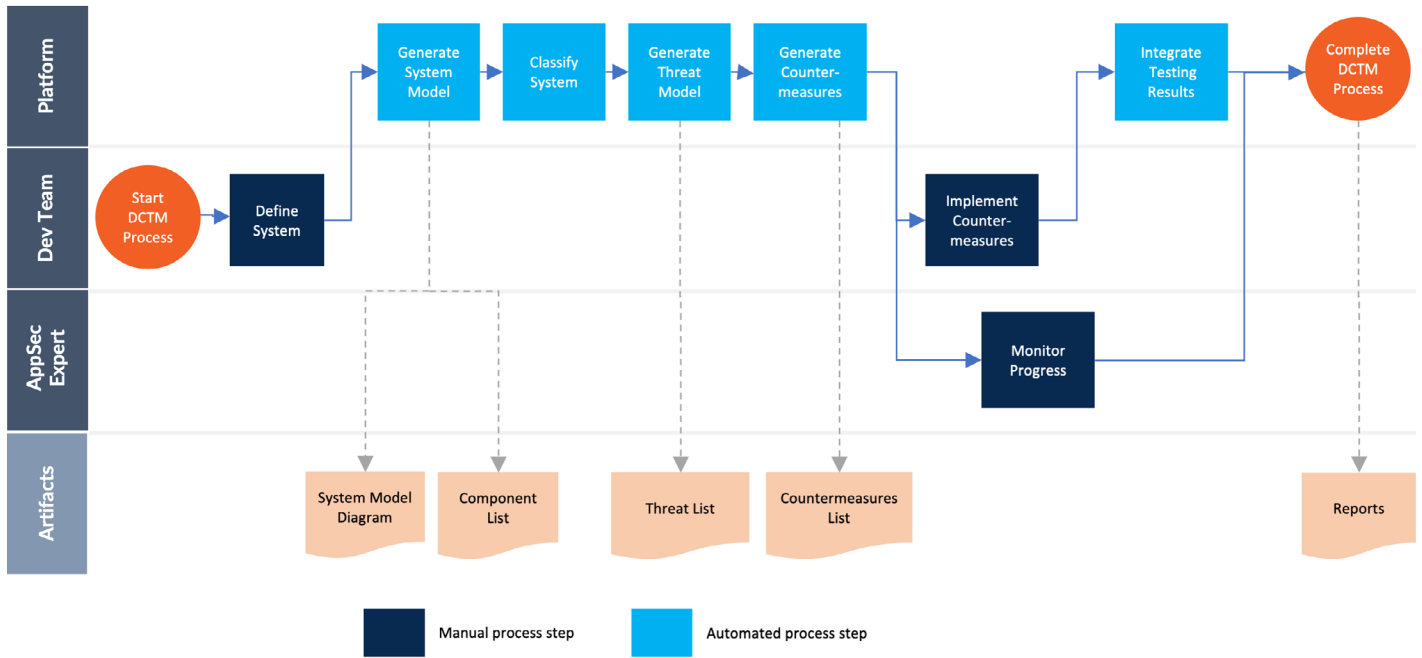 Platform
Generate
System
Model
Classify
System
Generate
Threat
Model
Generate
Counter-
measures
Integrate
Testing
Results
Complete
DCTM
Process
Dev Team
Start
DCTM
Process
Define
System
Implement
Counter-
measures
AppSec
Expert
Monitor
Progress
Artifacts
System Model
Diagram
Component
List
Threat List
Countermeasures
List
Reports
Manual process step
Automated process step